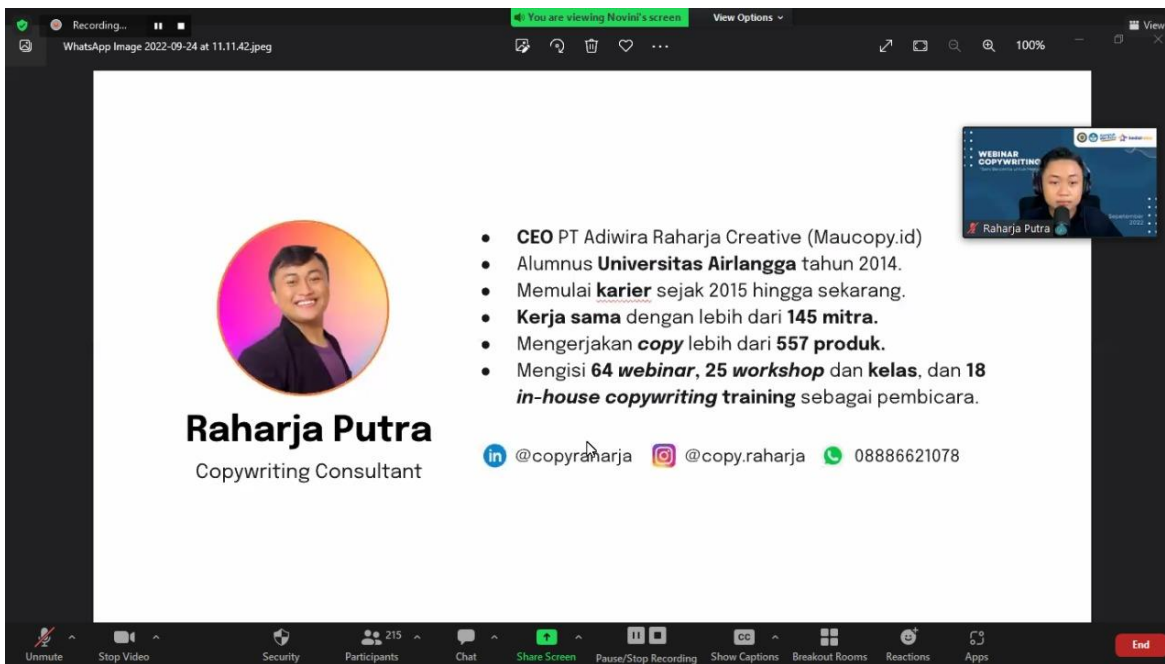 Recording...
You are viewing Novini's screen
View Options
View
WhatsApp Image 2022-09-24 at 11.11.42.jpeg
100%
WEBINAR
COPYWRITING
2022
Raharja Putra
CEO PT Adiwira Raharja Creative (Maucopy.id)
Alumnus Universitas Airlangga tahun 2014.
Memulai karier sejak 2015 hingga sekarang.
Kerja sama dengan lebih dari 145 mitra.
Mengerjakan copy lebih dari 557 produk.
Mengisi 64 webinar, 25 workshop dan kelas, dan 18
in-house copywriting training sebagai pembicara.
Raharja Putra
Copywriting Consultant
in @copyraharja @copy.raharja 08886621078
Unmute
Stop Video
Security
215
Participants
Chat
Share Screen
Pause/Stop Recording
CC
Show Captions
Breakout Rooms
Reactions
Apps
End